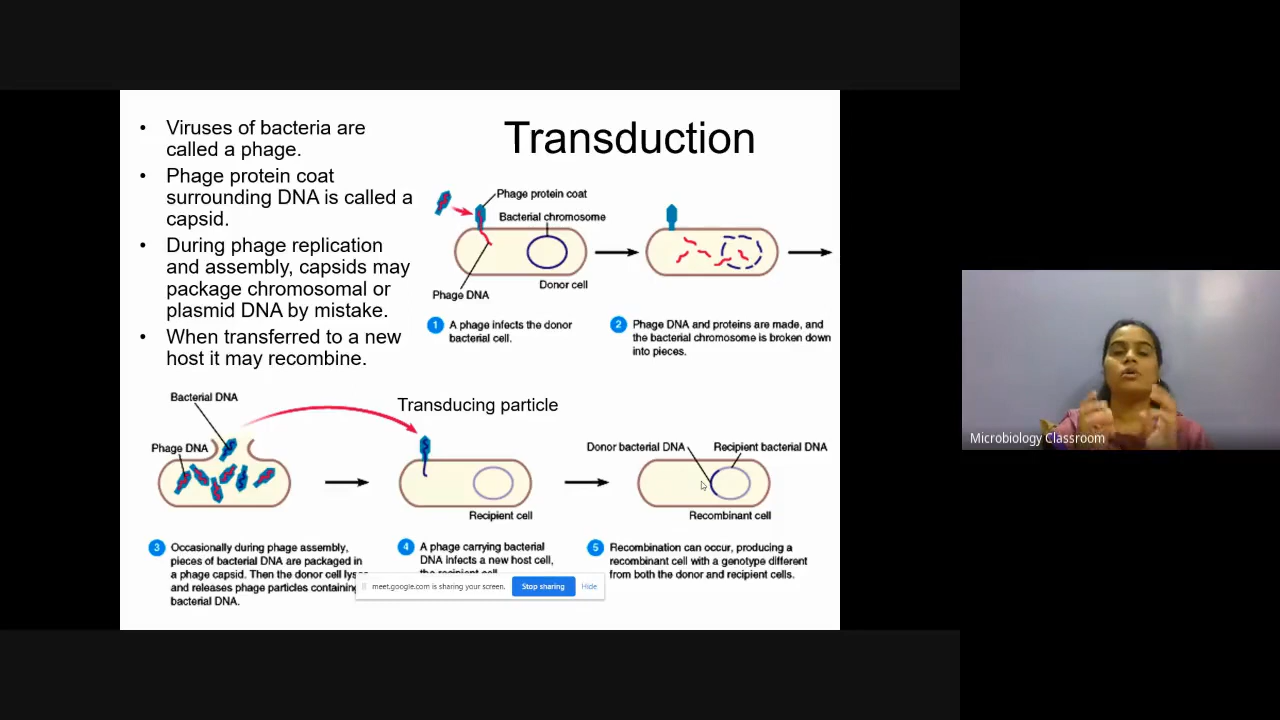 Transduction
• Viruses of bacteria are
called a phage.
• Phage protein coat
surrounding DNA is called a
capsid.
• During phage replication
and assembly, capsids may
package chromosomal or
plasmid DNA by mistake.
• When transferred to a new
host it may recombine.
Phage protein coat
Bacterial chromosome
Donor cell
Phage DNA
1 A phage infects the donor
bacterial cell.
2 Phage DNA and proteins are made, and
the bacterial chromosome is broken down
into pieces.
Bacterial DNA
Phage DNA
Transducing particle
Recipient cell
Donor bacterial DNA
Recipient bacterial DNA
Recombinant cell
3 Occasionally during phage assembly,
pieces of bacterial DNA are packaged in
a phage capsid. Then the donor cell
and releases phage particles containing
bacterial DNA.
4 A phage carrying bacterial
DNA infects a new host cell,
the recipient cell.
5 Recombination can occur, producing a
recombinant cell with a genotype different
from both the donor and recipient cells.
meet.google.com is sharing your screen.
Stop sharing
Hide
Microbiology Classroom